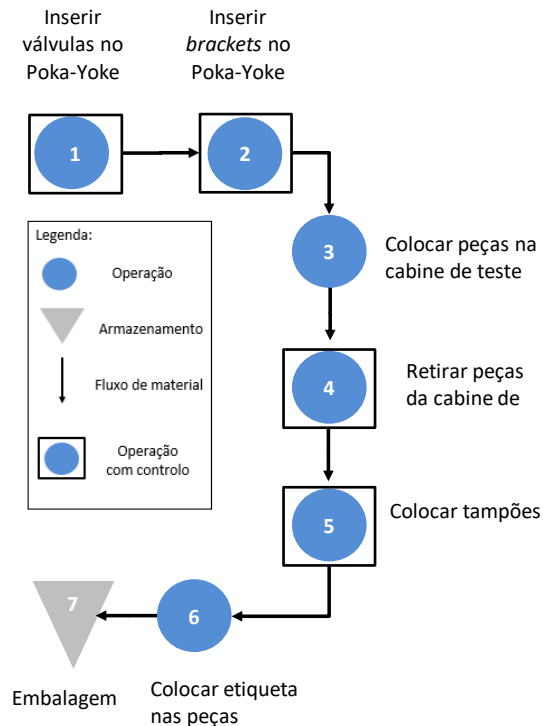 Inserir
válvulas no
Poka-Yoke
Inserir
brackets no
Poka-Yoke
1
2
3
Colocar peças na
cabine de teste
Legenda:
Operação
Armazenamento
Fluxo de material
Operação
com controlo
4
Retirar peças
da cabine de
5
Colocar tampões
7
6
Embalagem
Colocar etiqueta
nas peças